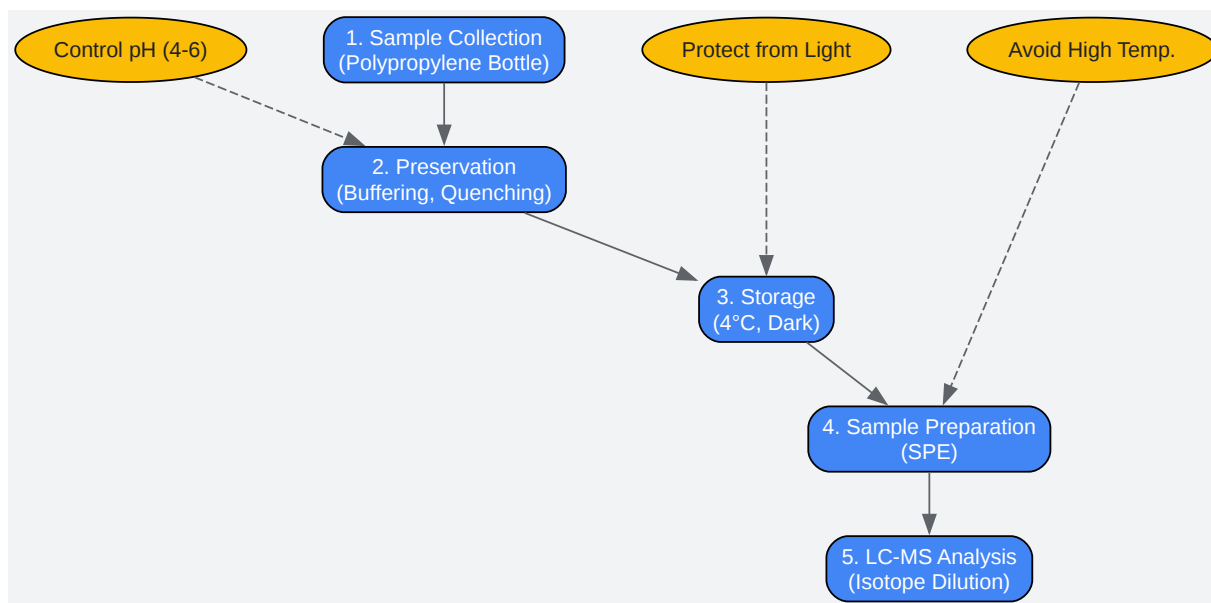 Control pH (4-6)
1. Sample Collection
(Polypropylene Bottle)
Protect from Light
Avoid High Temp.
2. Preservation
(Buffering, Quenching)
3. Storage
(4°C, Dark)
4. Sample Preparation
(SPE)
5. LC-MS Analysis
(Isotope Dilution)